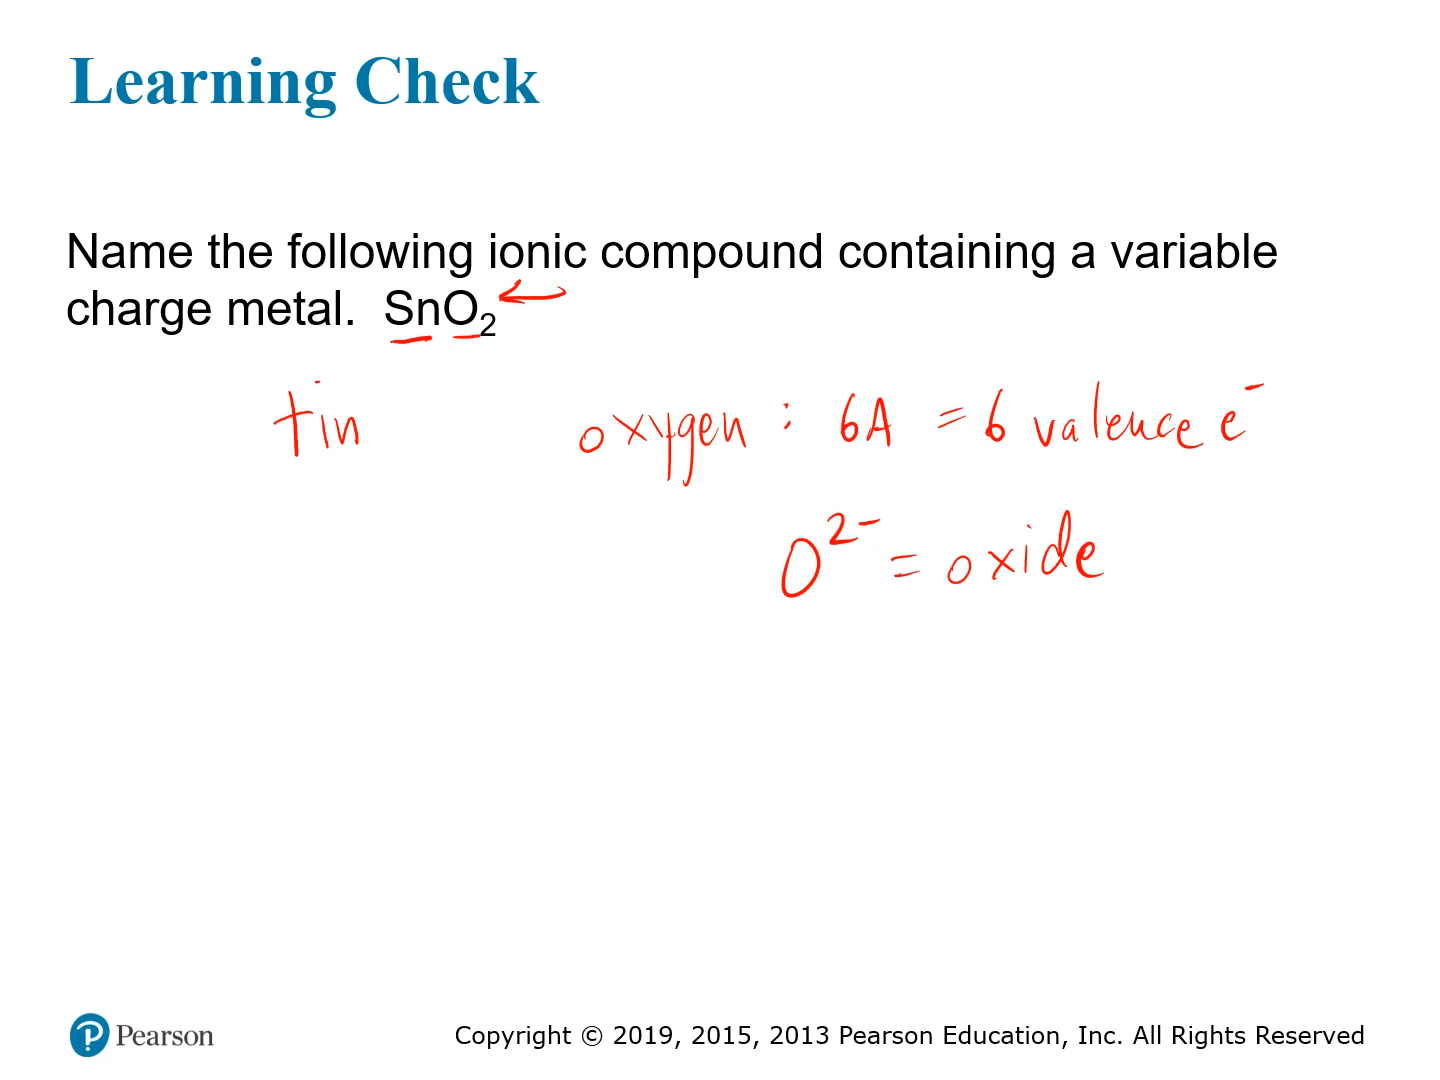 Learning Check
Name the following ionic compound containing a variable
charge metal. SnO₂
tin oxygen : 6A = 6 valence e⁻
O²⁻ = oxide
Pearson
Copyright © 2019, 2015, 2013 Pearson Education, Inc. All Rights Reserved